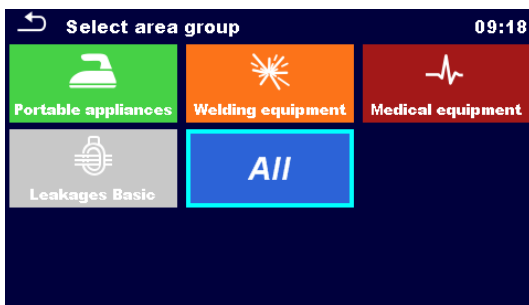 Select area group 09:18
Portable appliances
Welding equipment
Medical equipment
Leakages Basic
All